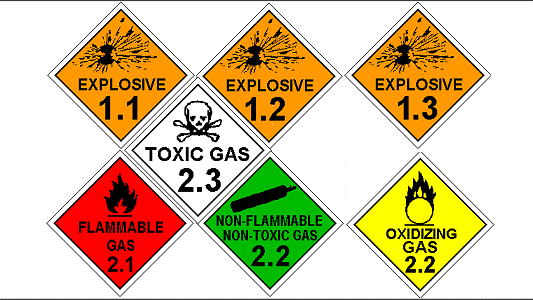 EXPLOSIVE
1.1
EXPLOSIVE
1.2
EXPLOSIVE
1.3
TOXIC GAS
2.3
FLAMMABLE
GAS
2.1
NON-FLAMMABLE
NON-TOXIC GAS
2.2
OXIDIZING
GAS
2.2